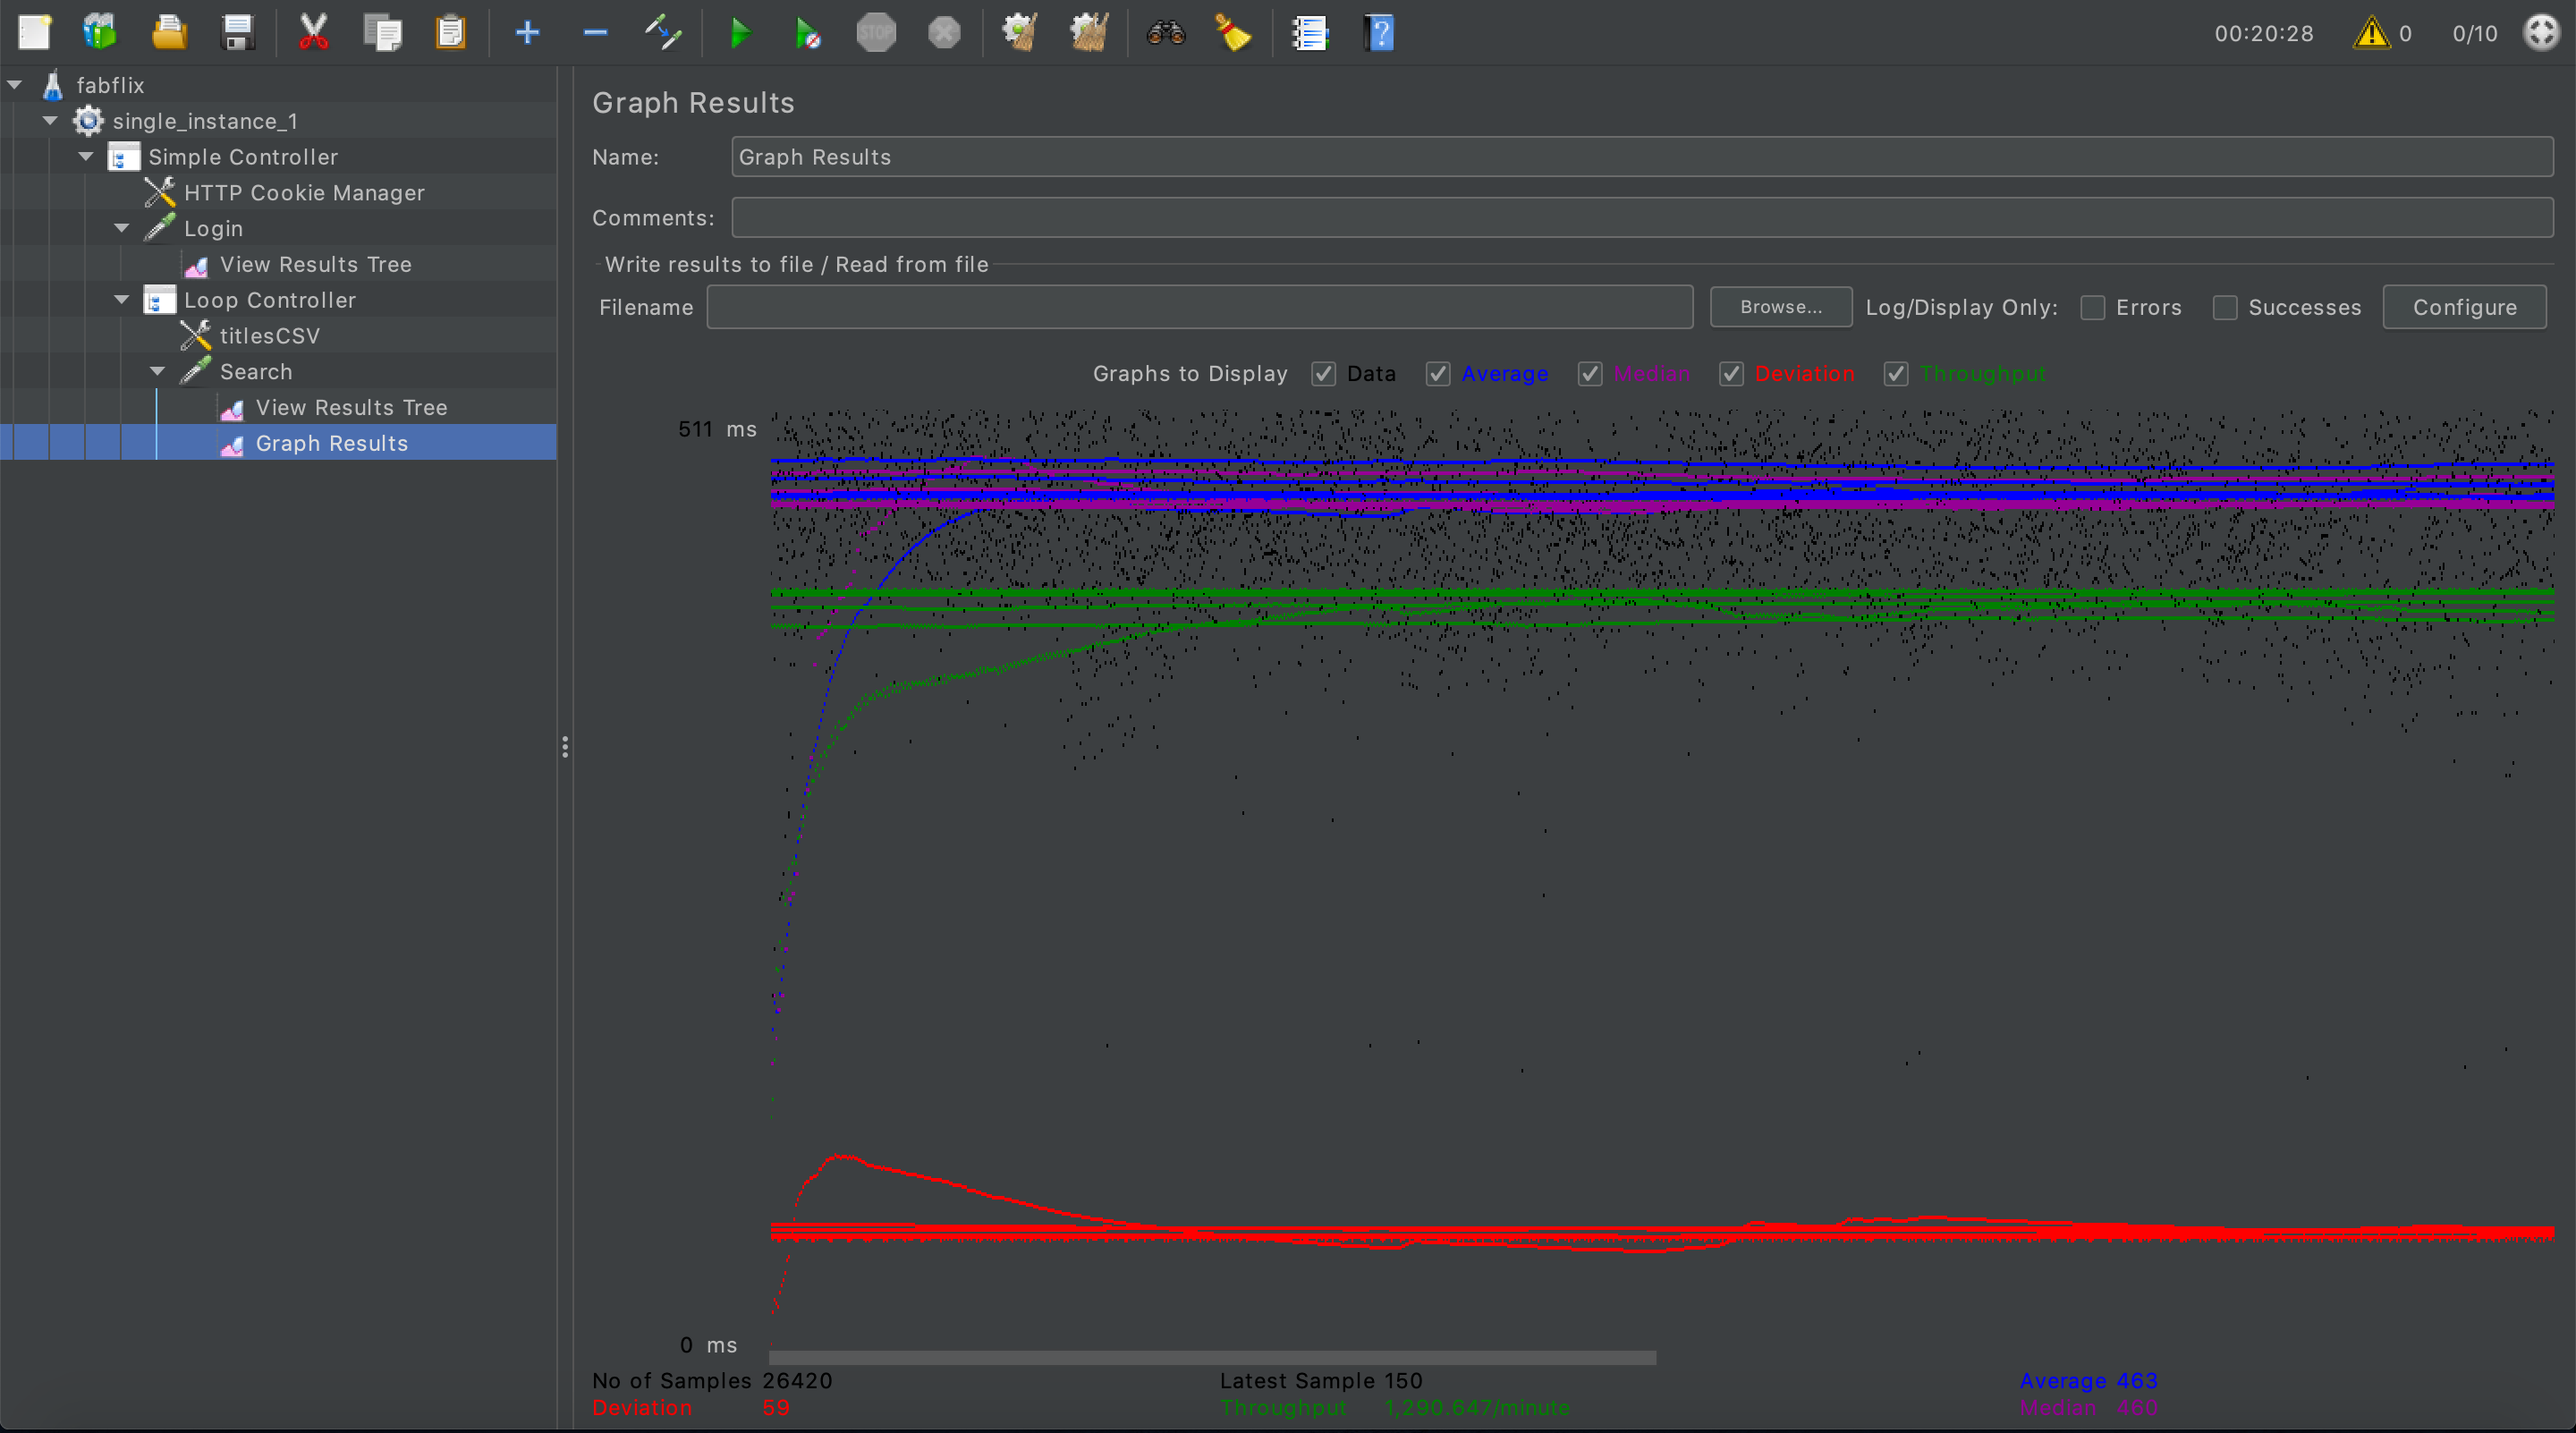 STOP
00:20:28
0
0/10
fabflix
single_instance_1
Simple Controller
HTTP Cookie Manager
Login
View Results Tree
Loop Controller
titlesCSV
Search
View Results Tree
Graph Results
Graph Results
Name: Graph Results
Comments:
Write results to file / Read from file
Filename Browse... Log/Display Only: Errors Successes Configure
Graphs to Display Data Average Median Deviation Throughput
511 ms
0 ms
No of Samples 26420 Latest Sample 150 Average 463
Deviation 59 Throughput 1,290.647/minute Median 460